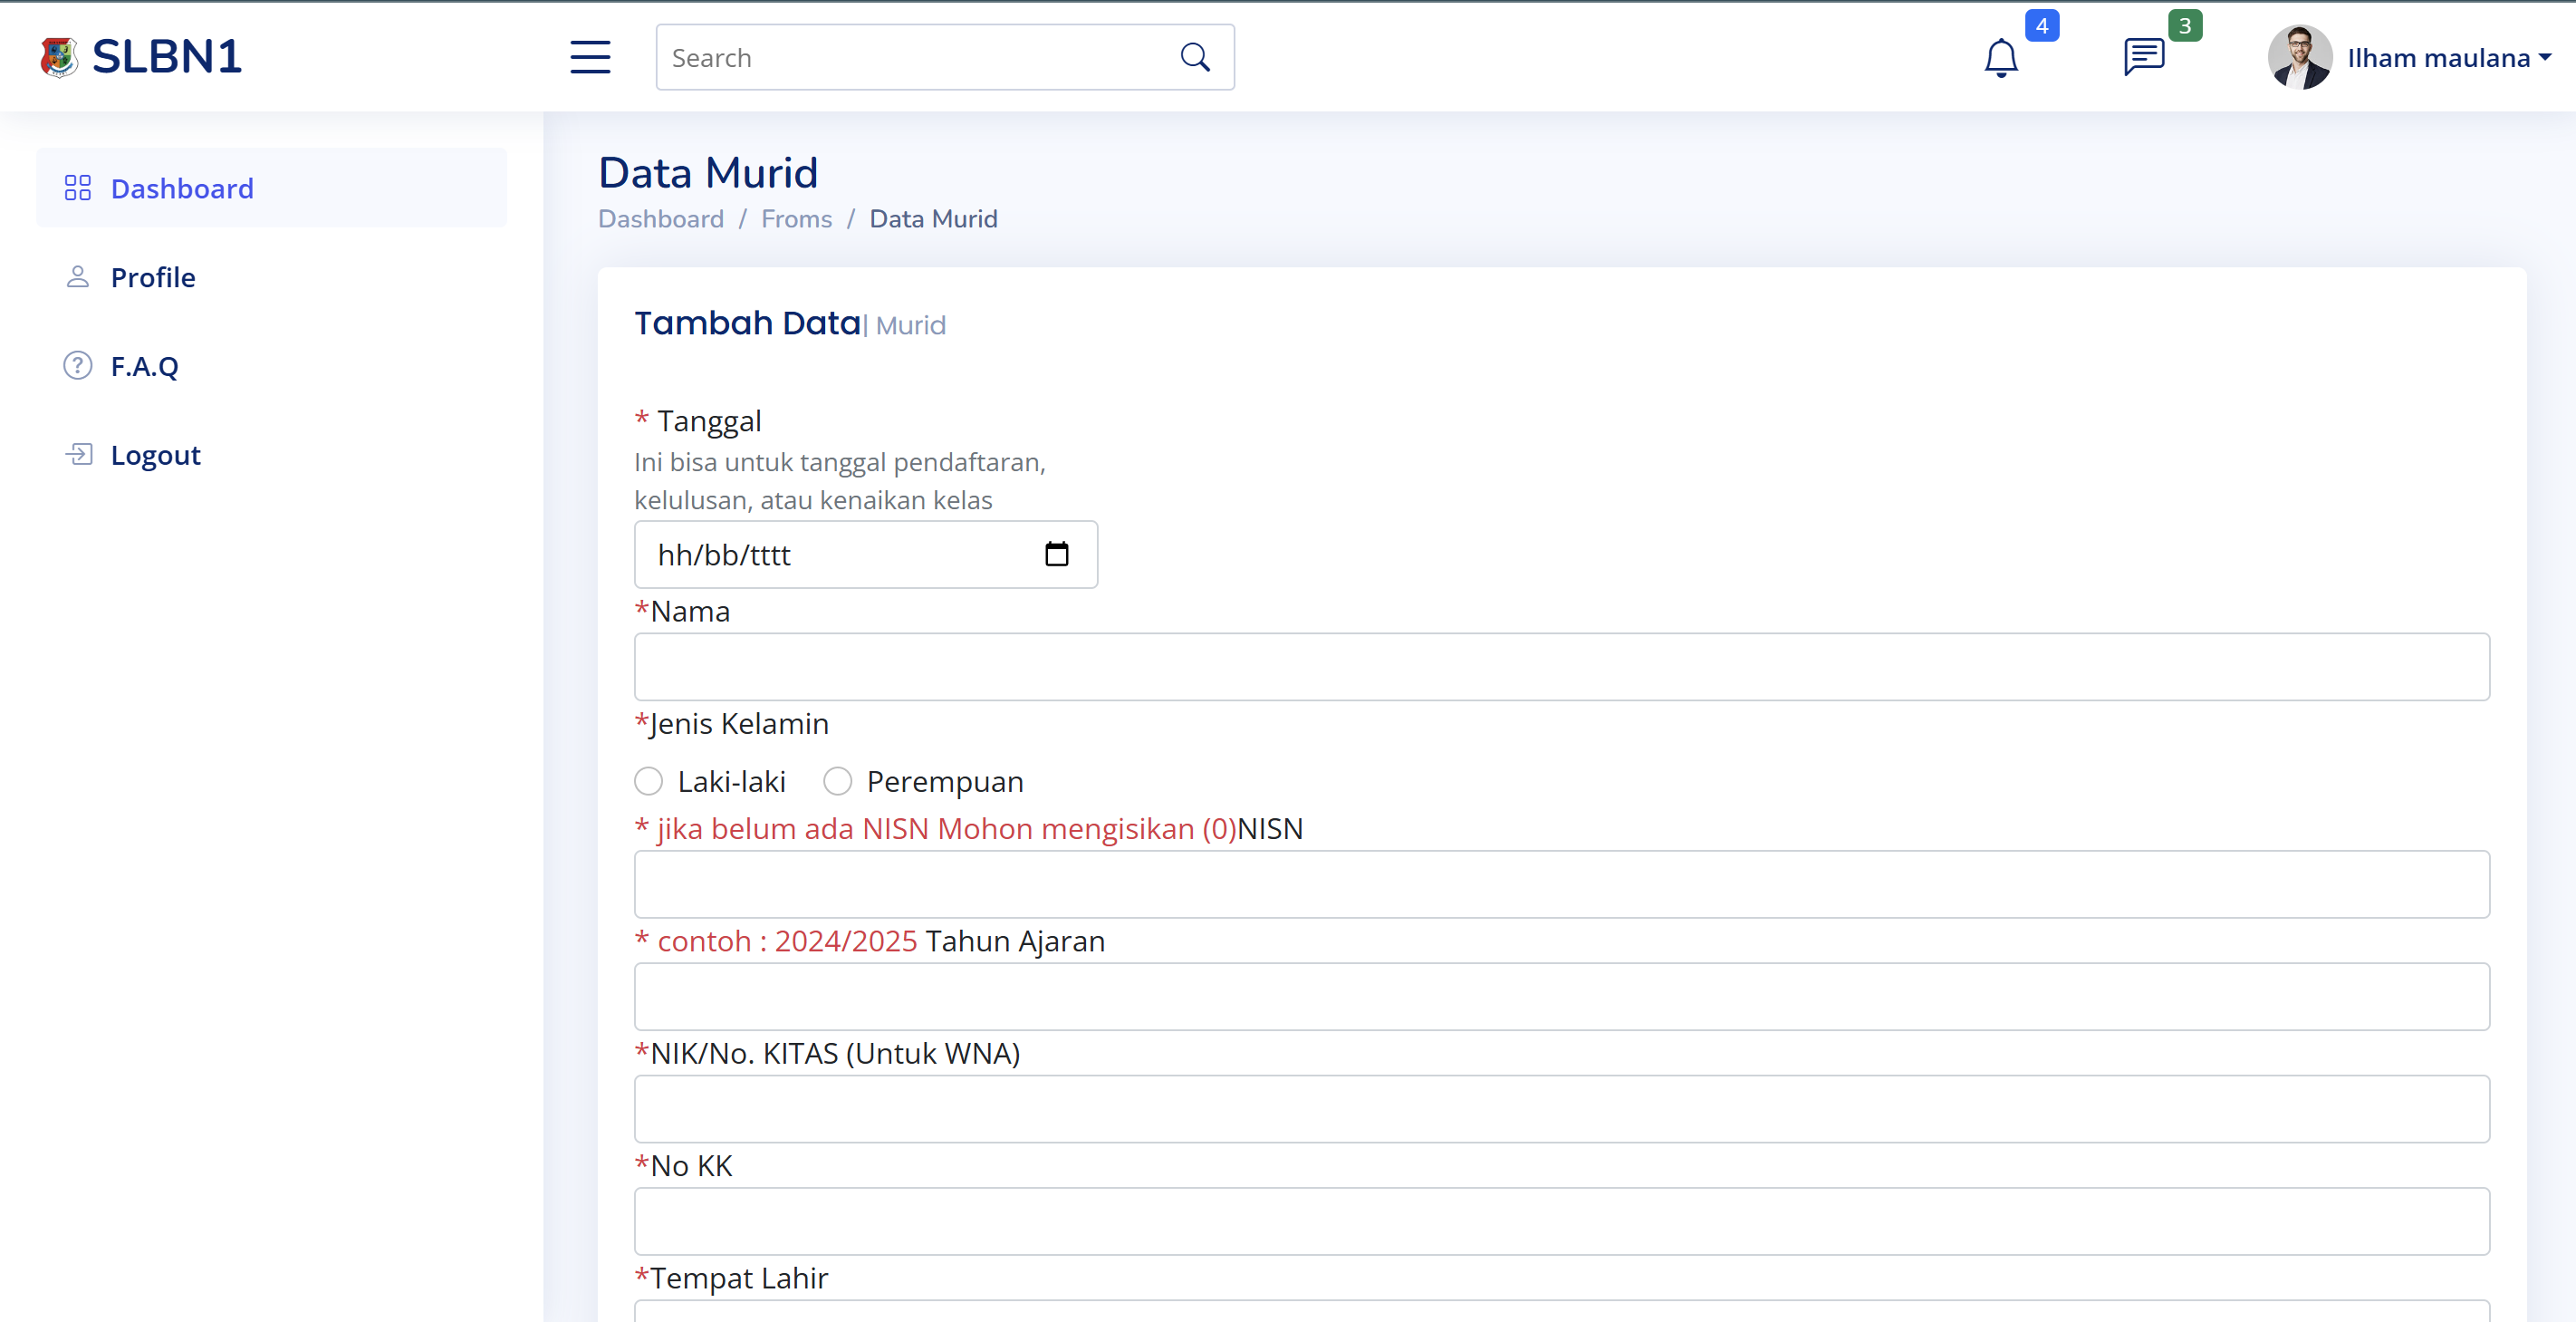 SLBN1
Search
4
3
Ilham maulana
Dashboard
Profile
F.A.Q
Logout
Data Murid
Dashboard / Froms / Data Murid
Tambah Data| Murid
* Tanggal
Ini bisa untuk tanggal pendaftaran,
kelulusan, atau kenaikan kelas
hh/bb/tttt
*Nama
*Jenis Kelamin
Laki-laki Perempuan
* jika belum ada NISN Mohon mengisikan (0)NISN
* contoh : 2024/2025 Tahun Ajaran
*NIK/No. KITAS (Untuk WNA)
*No KK
*Tempat Lahir